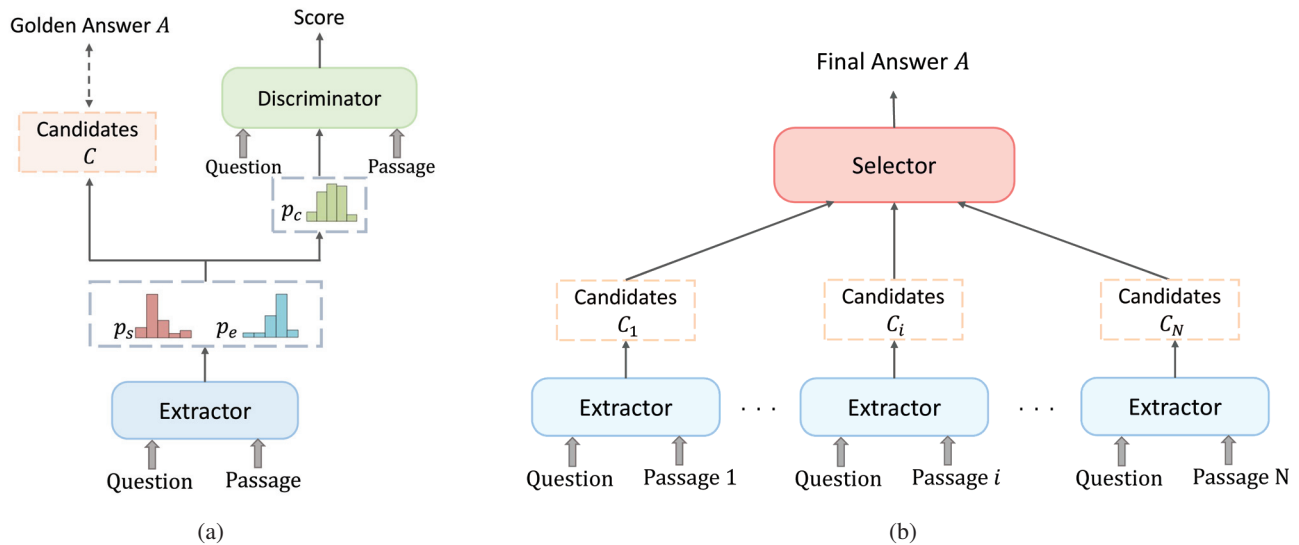 Golden Answer A
Score
Discriminator
Candidates
C
Question
Passage
p_c
p_s
p_e
Extractor
Question
Passage
(a)
Final Answer A
Selector
Candidates
C_1
Candidates
C_i
Candidates
C_N
Extractor
. . .
Extractor
. . .
Extractor
Question
Passage 1
Question
Passage i
Question
Passage N
(b)